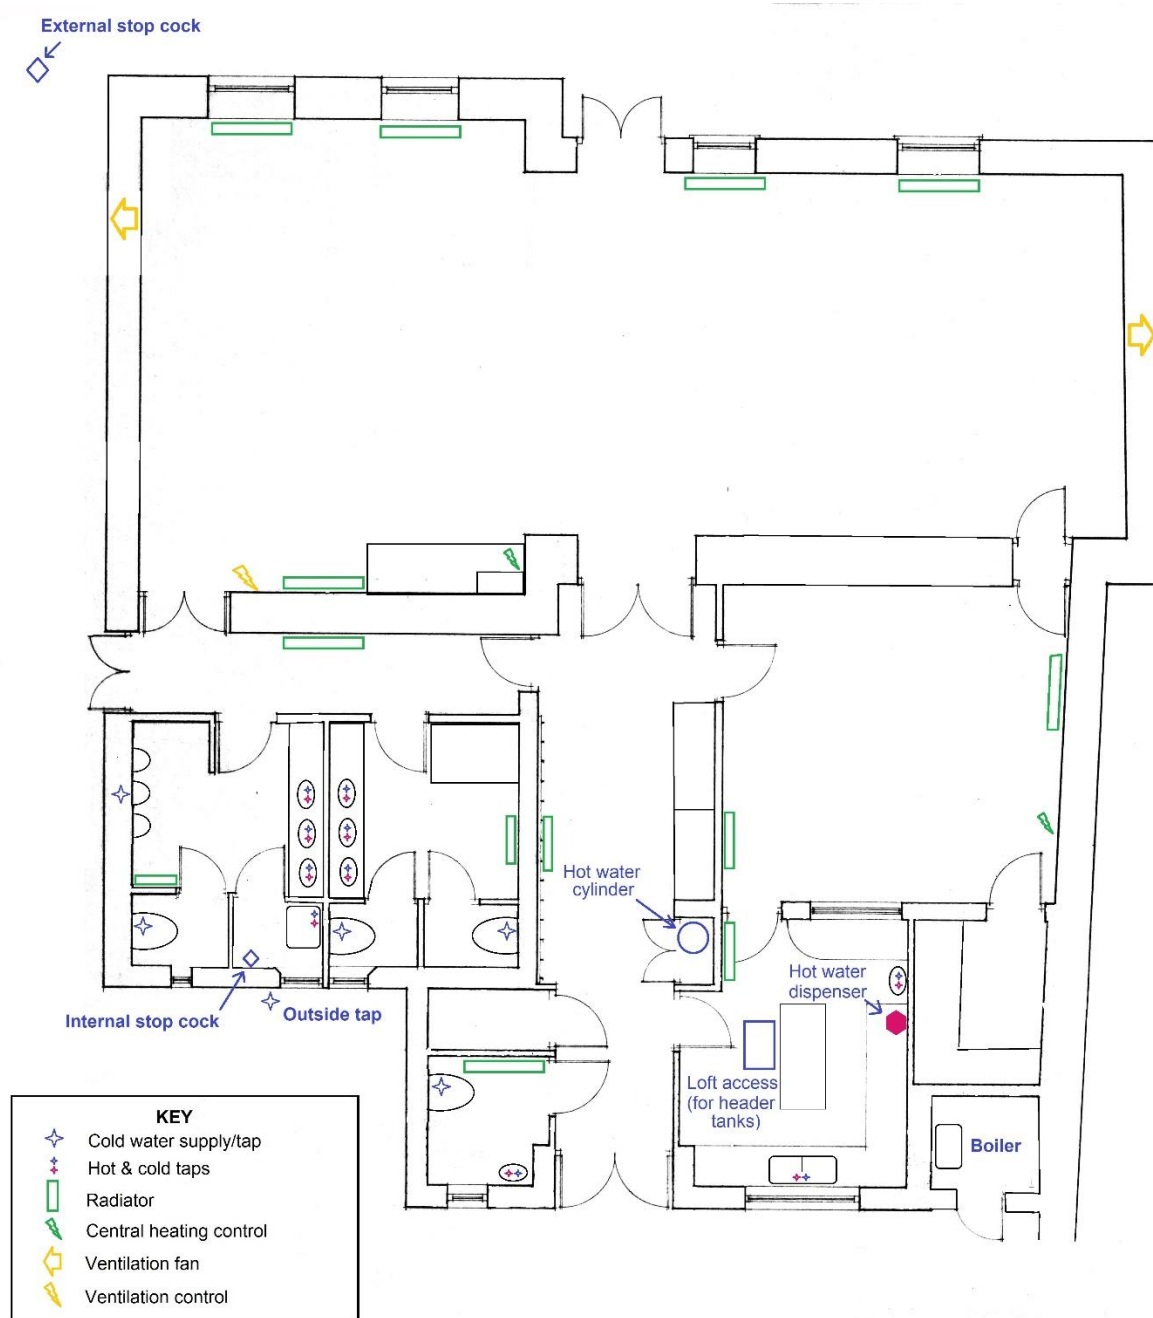 External stop cock
Hot water
cylinder
Hot water
dispenser
Internal stop cock
Outside tap
Loft access
(for header
tanks)
Boiler
KEY
Cold water supply/tap
Hot & cold taps
Radiator
Central heating control
Ventilation fan
Ventilation control